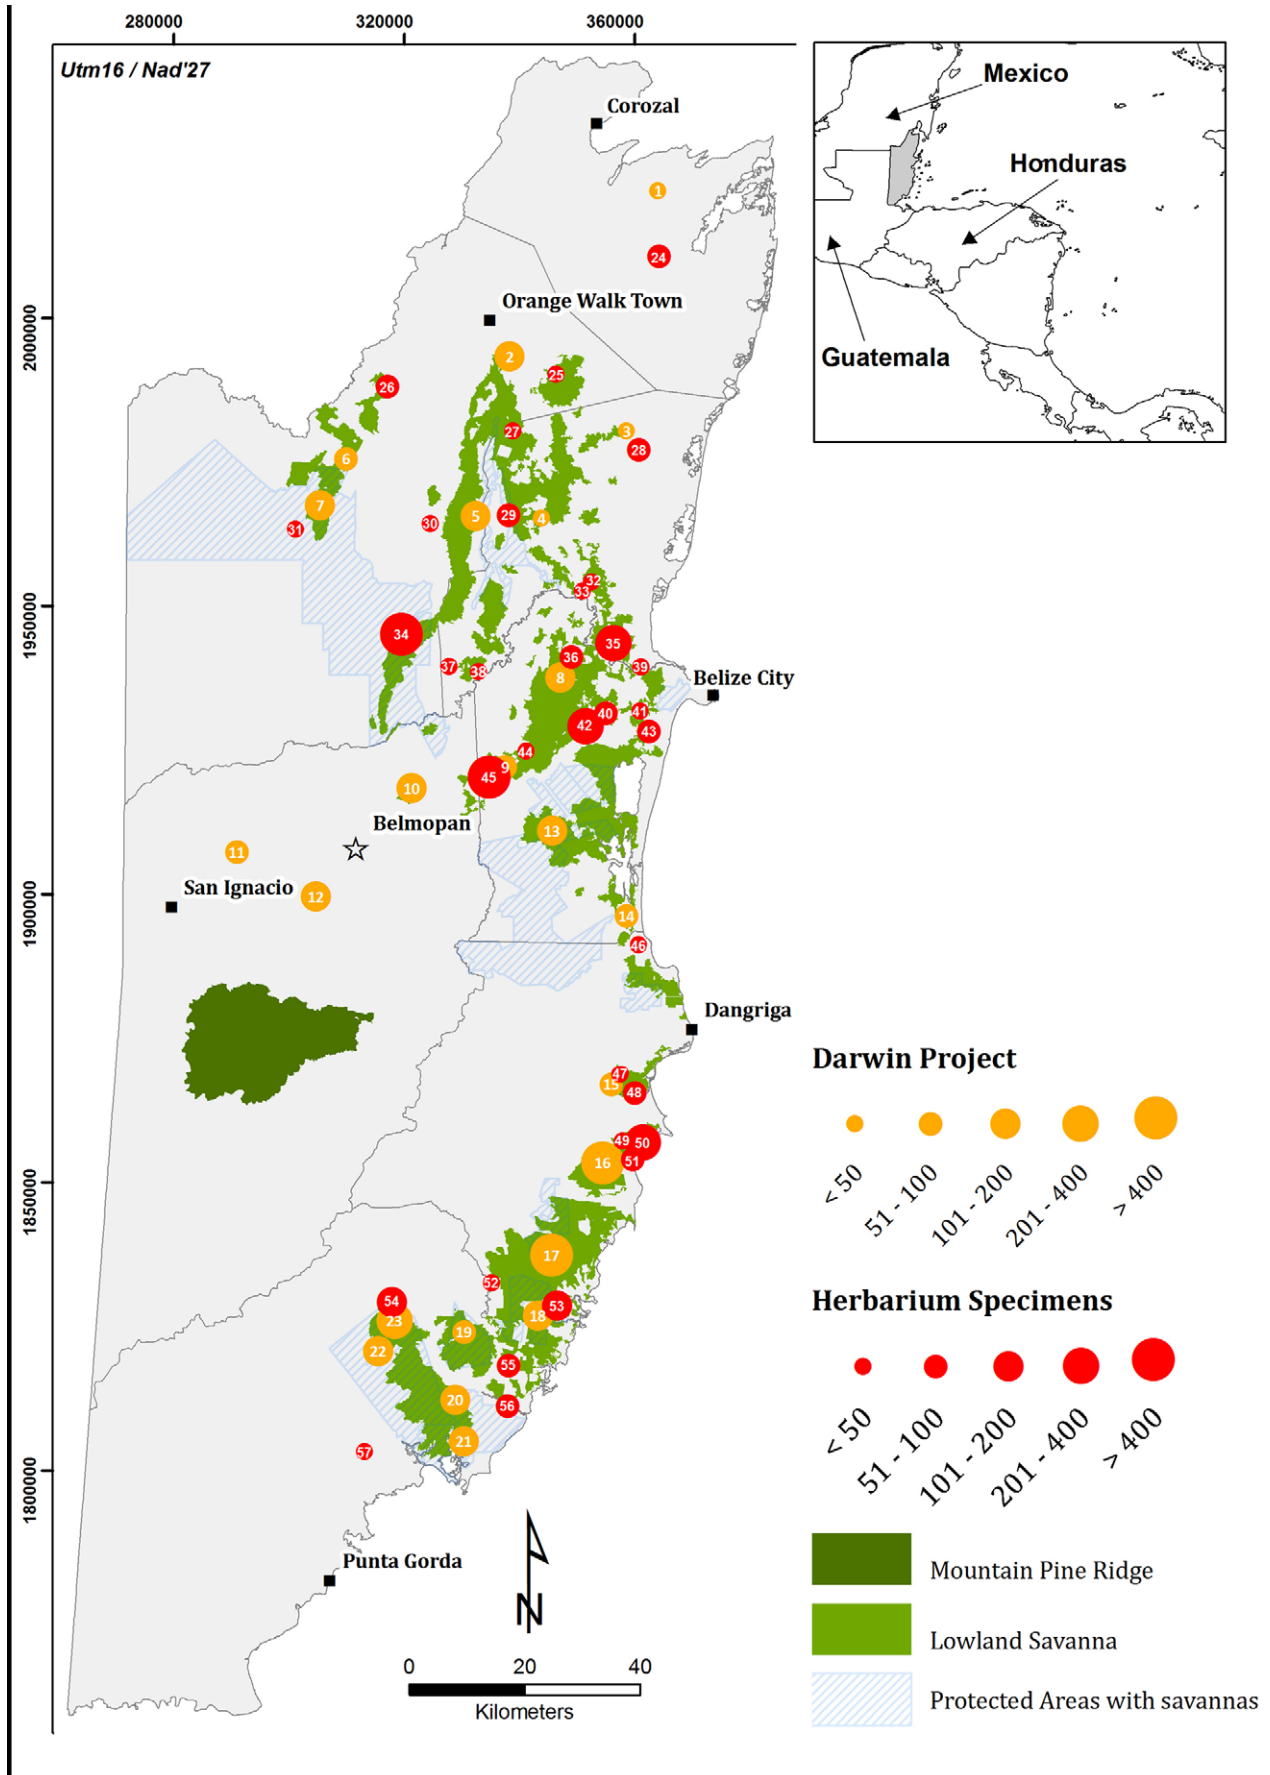 280000 320000 360000
Utm16 / Nad'27
Corozal
1
24
Orange Walk Town
2
25
26
27
3
28
6
7
5
29
4
30
31
32
33
34
35
36
37
38
39
8
Belize City
40
41
42
43
44
9
45
10
Belmopan
13
11
San Ignacio
12
14
46
Dangriga
47
15
48
49
50
51
16
17
52
54
53
23
18
19
22
55
20
56
21
57
Punta Gorda
2000000
1950000
1900000
1850000
1800000
N
0 20 40
Kilometers
Mexico
Honduras
Guatemala
Darwin Project
< 50
51 - 100
101 - 200
201 - 400
> 400
Herbarium Specimens
< 50
51 - 100
101 - 200
201 - 400
> 400
Mountain Pine Ridge
Lowland Savanna
Protected Areas with savannas